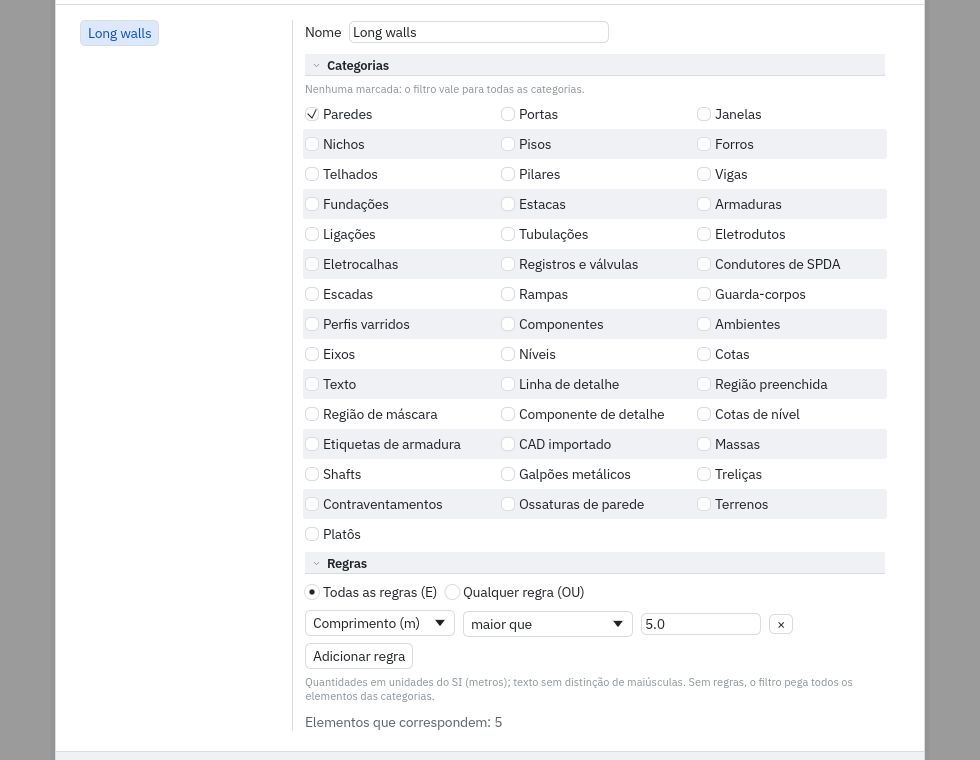 Long walls
Nome Long walls
Categorias
Nenhuma marcada: o filtro vale para todas as categorias.
Paredes Portas Janelas
Nichos Pisos Forros
Telhados Pilares Vigas
Fundações Estacas Armaduras
Ligações Tubulações Eletrodutos
Eletrocalhas Registros e válvulas Condutores de SPDA
Escadas Rampas Guarda-corpos
Perfis varridos Componentes Ambientes
Eixos Níveis Cotas
Texto Linha de detalhe Região preenchida
Região de máscara Componente de detalhe Cotas de nível
Etiquetas de armadura CAD importado Massas
Shafts Galpões metálicos Treliças
Contraventamentos Ossaturas de parede Terrenos
Platôs
Regras
Todas as regras (E) Qualquer regra (OU)
Comprimento (m) maior que 5.0 ×
Adicionar regra
Quantidades em unidades do SI (metros); texto sem distinção de maiúsculas. Sem regras, o filtro pega todos os
elementos das categorias.
Elementos que correspondem: 5